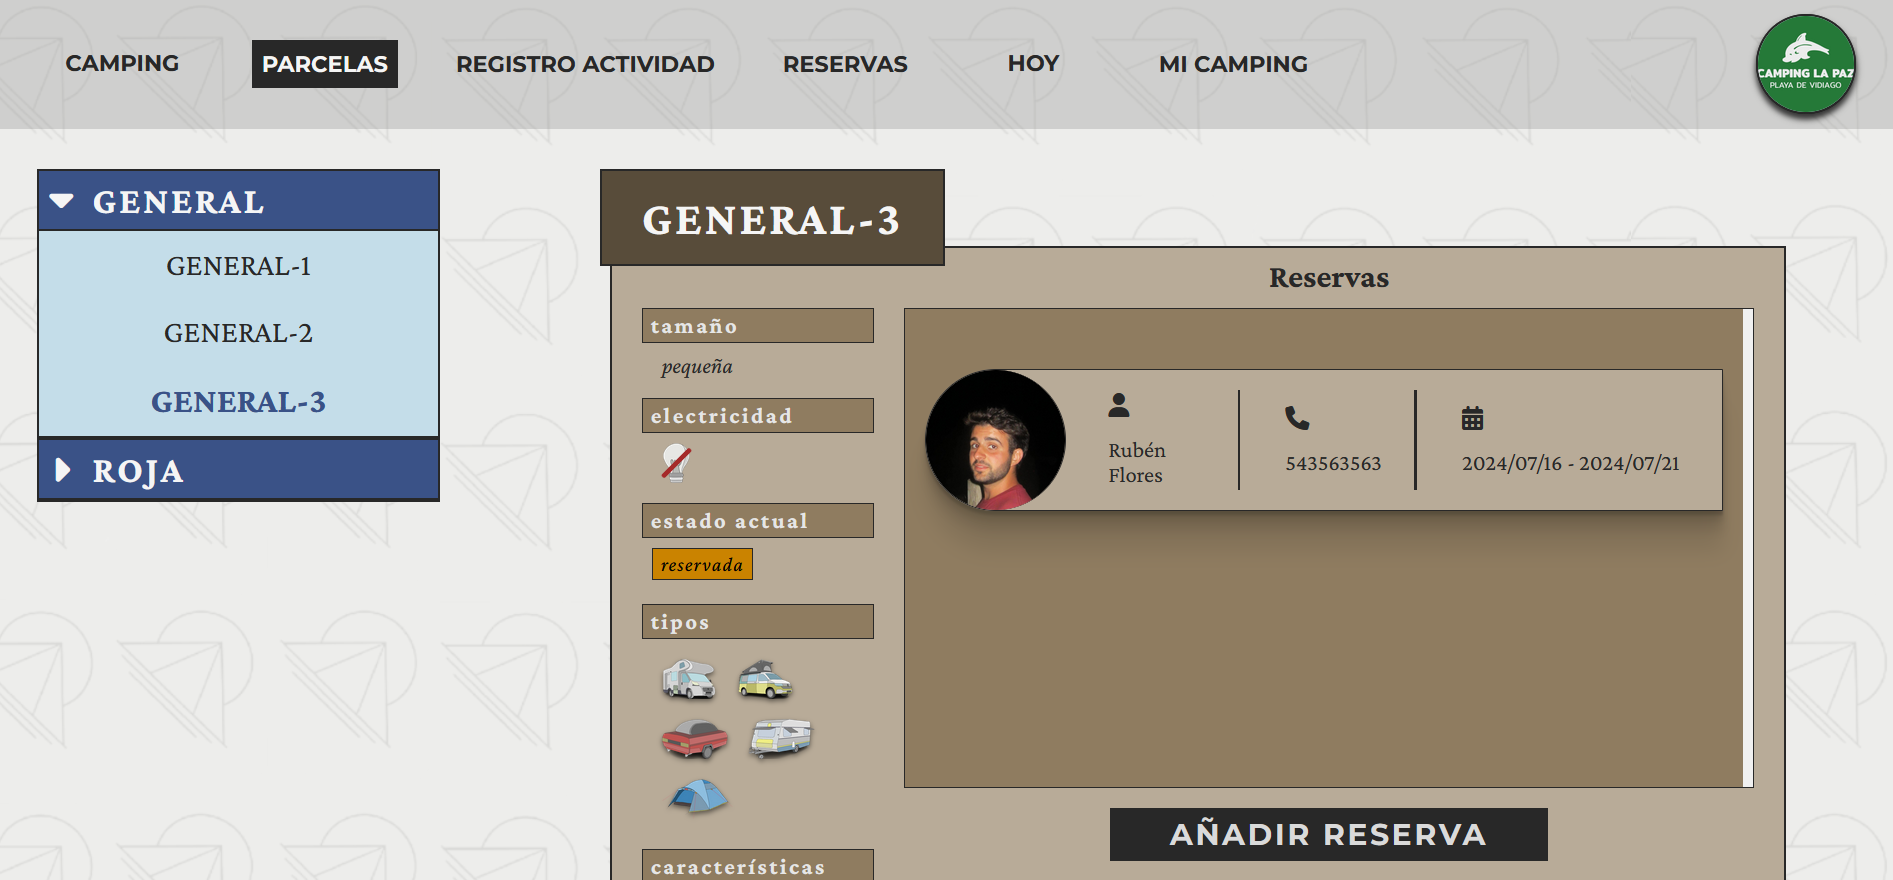 CAMPING
PARCELAS
REGISTRO ACTIVIDAD
RESERVAS
HOY
MI CAMPING
CAMPING LA PAZ
PLAYA DE VIDIAGO
GENERAL
GENERAL-1
GENERAL-2
GENERAL-3
ROJA
GENERAL-3
tamaño
pequeña
electricidad
estado actual
reservada
tipos
características
Reservas
Rubén
Flores
543563563
2024/07/16 - 2024/07/21
AÑADIR RESERVA